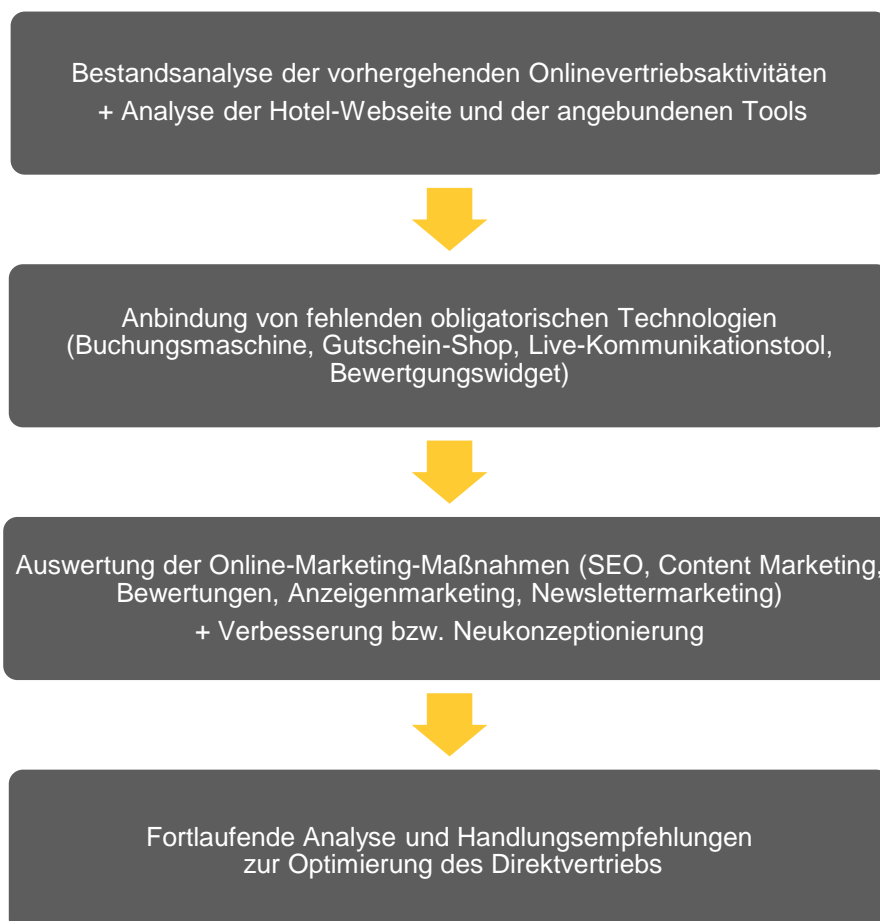 Bestandsanalyse der vorhergehenden Onlinevertriebsaktivitäten
+ Analyse der Hotel-Webseite und der angebundenen Tools
Anbindung von fehlenden obligatorischen Technologien
(Buchungsmaschine, Gutschein-Shop, Live-Kommunikationstool,
Bewertgungswidget)
Auswertung der Online-Marketing-Maßnahmen (SEO, Content Marketing,
Bewertungen, Anzeigenmarketing, Newslettermarketing)
+ Verbesserung bzw. Neukonzeptionierung
Fortlaufende Analyse und Handlungsempfehlungen
zur Optimierung des Direktvertriebs